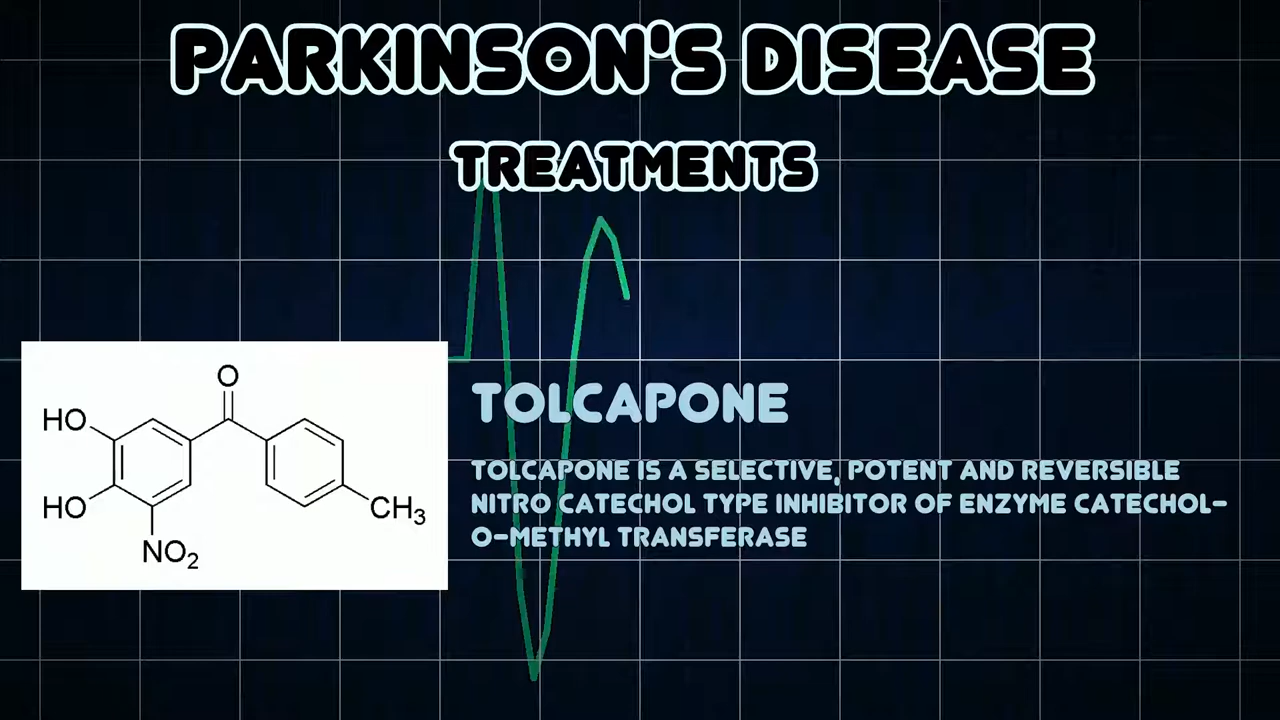 PARKINSON'S DISEASE
TREATMENTS
TOLCAPONE
TOLCAPONE IS A SELECTIVE, POTENT AND REVERSIBLE
NITRO CATECHOL TYPE INHIBITOR OF ENZYME CATECHOL-
O-METHYL TRANSFERASE
O
HO
HO
CH3
NO2